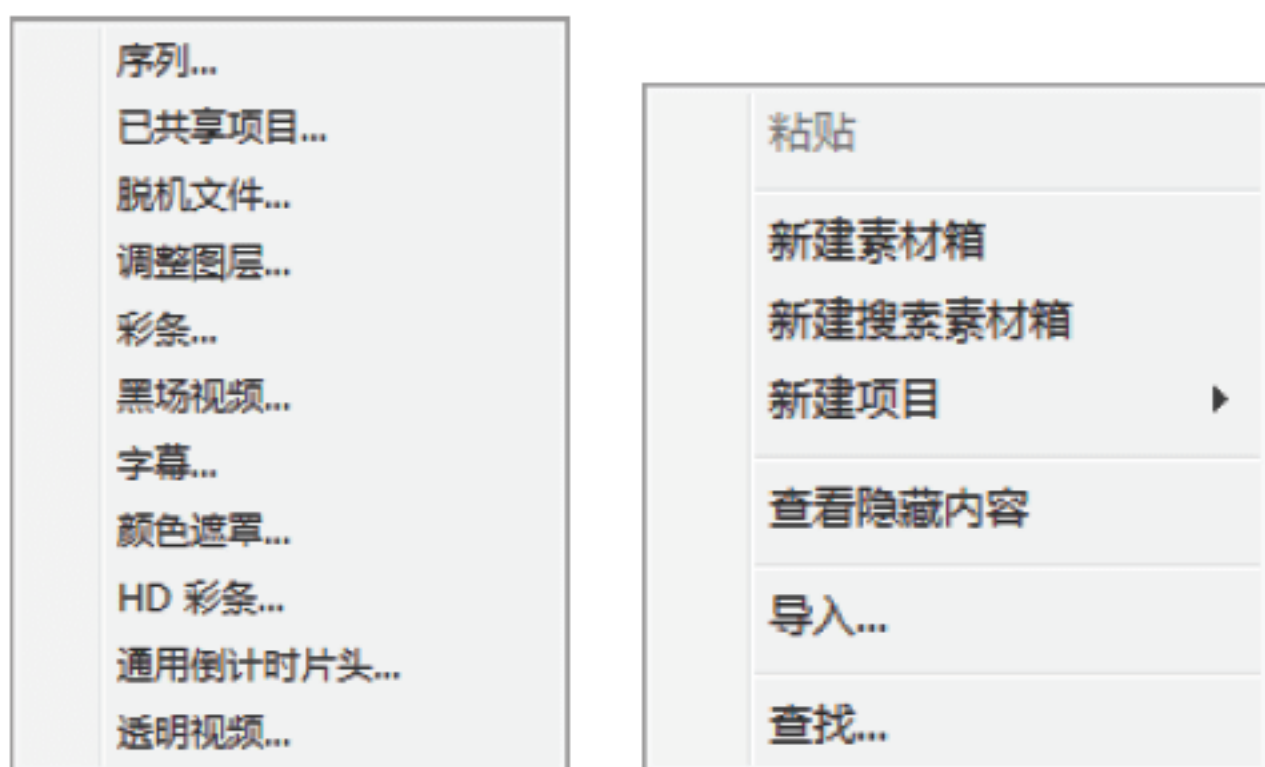 序列...
已共享项目...
脱机文件...
调整图层...
彩条...
黑场视频...
字幕...
颜色遮罩...
HD 彩条...
通用倒计时片头...
透明视频...
粘贴
新建素材箱
新建搜索素材箱
新建项目
查看隐藏内容
导入...
查找...